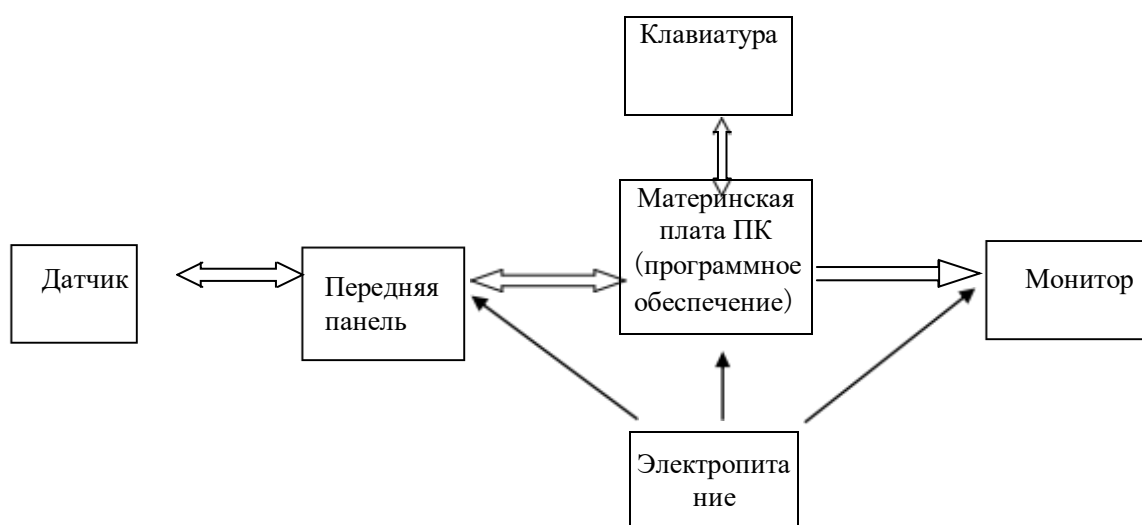 Клавиатура
Материнская
плата ПК
(программное
обеспечение)
Датчик
Передняя
панель
Монитор
Электропита
ние